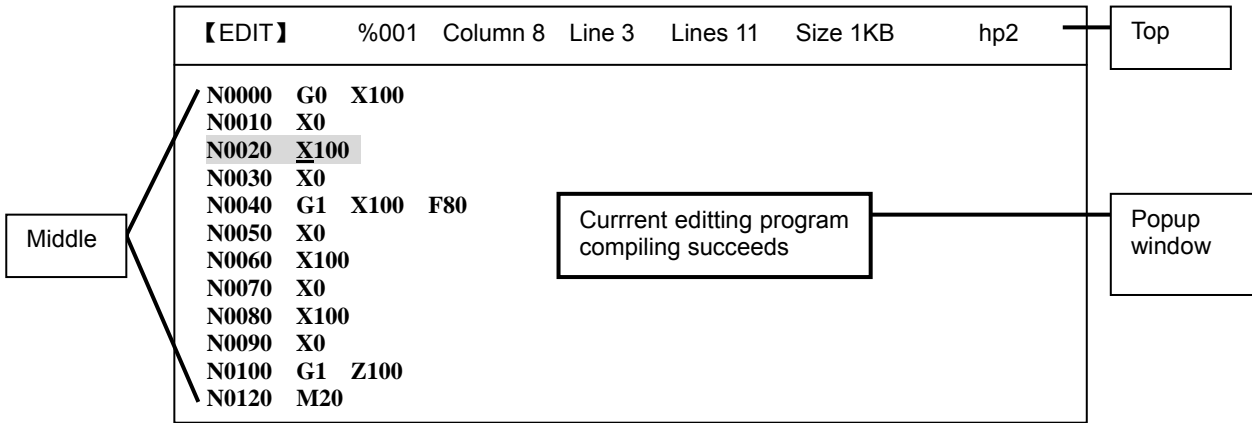 【EDIT】 %001 Column 8 Line 3 Lines 11 Size 1KB hp2
Top
N0000 G0 X100
N0010 X0
N0020 X100
N0030 X0
N0040 G1 X100 F80
N0050 X0
N0060 X100
N0070 X0
N0080 X100
N0090 X0
N0100 G1 Z100
N0120 M20
Middle
Currrent editting program
compiling succeeds
Popup
window